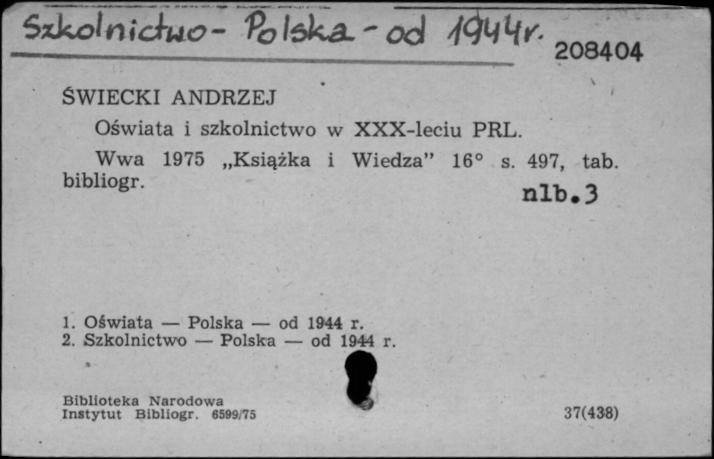 Szkolnictwo - Polska - od 1944r.
208404
ŚWIECKI ANDRZEJ
Oświata i szkolnictwo w XXX-leciu PRL.
Wwa 1975 „Książka i Wiedza” 16° s. 497, tab.
bibliogr.
nlb.3
1. Oświata — Polska — od 1944 r.
2. Szkolnictwo — Polska — od 1944 r.
Biblioteka Narodowa
Instytut Bibliogr. 6599/75
37(438)